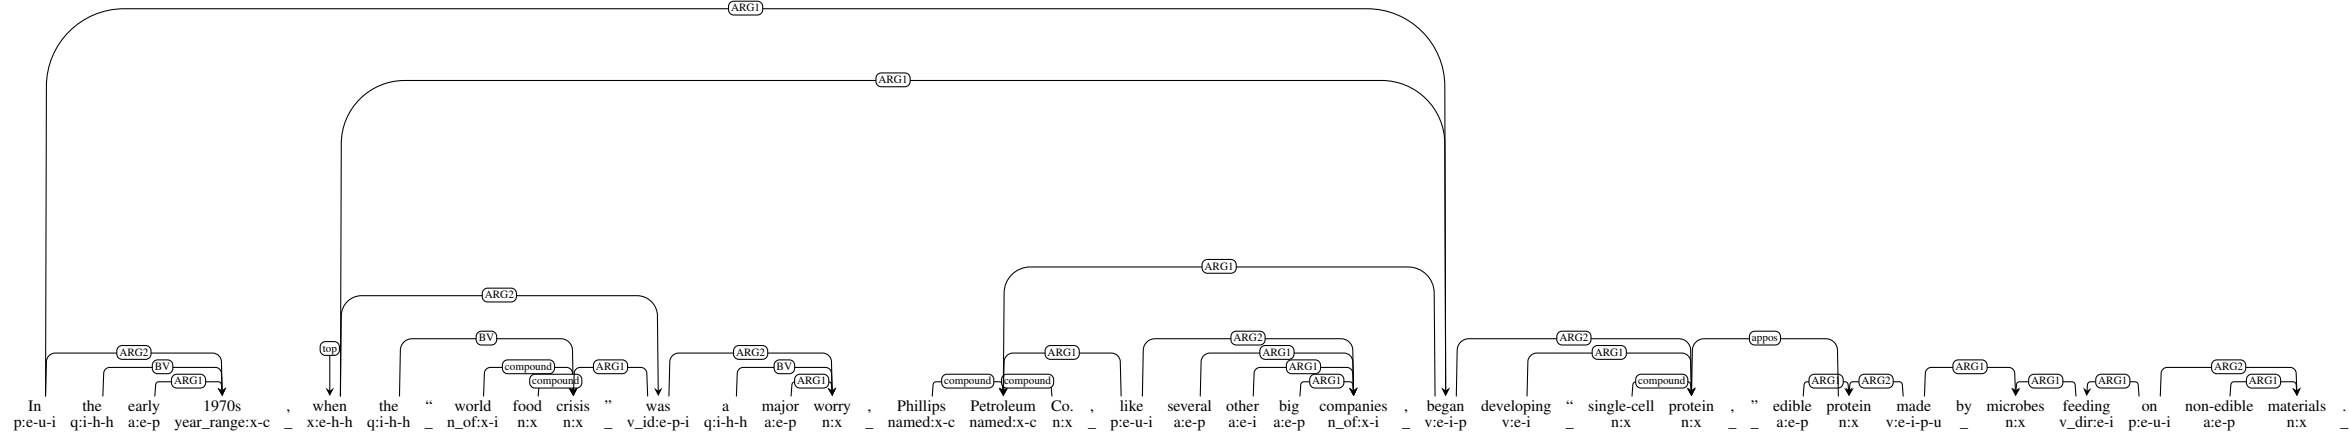 ARG1
ARG1
ARG1
ARG2
top BV ARG2 ARG2 appos
ARG2 ARG2 ARG1 ARG1 ARG1
BV compound ARG1 BV ARG1 ARG1 ARG2
ARG1 compound ARG1 compound compound ARG1 compound ARG1 ARG2 ARG1 ARG1 ARG1
In the early 1970s , when the “ world food crisis ” was a major worry , Phillips Petroleum Co. , like several other big companies , began developing “ single-cell protein , ” edible protein made by microbes feeding on non-edible materials .
p:e-u-i q:i-h-h a:e-p year_range:x-c _ x:e-h-h q:i-h-h _ n_of:x-i n:x n:x _ v_id:e-p-i q:i-h-h a:e-p n:x _ named:x-c named:x-c n:x _ p:e-u-i a:e-p a:e-i a:e-p n_of:x-i _ v:e-i-p v:e-i _ n:x n:x _ _ a:e-p n:x v:e-i-p-u _ n:x v_dir:e-i p:e-u-i a:e-p n:x _